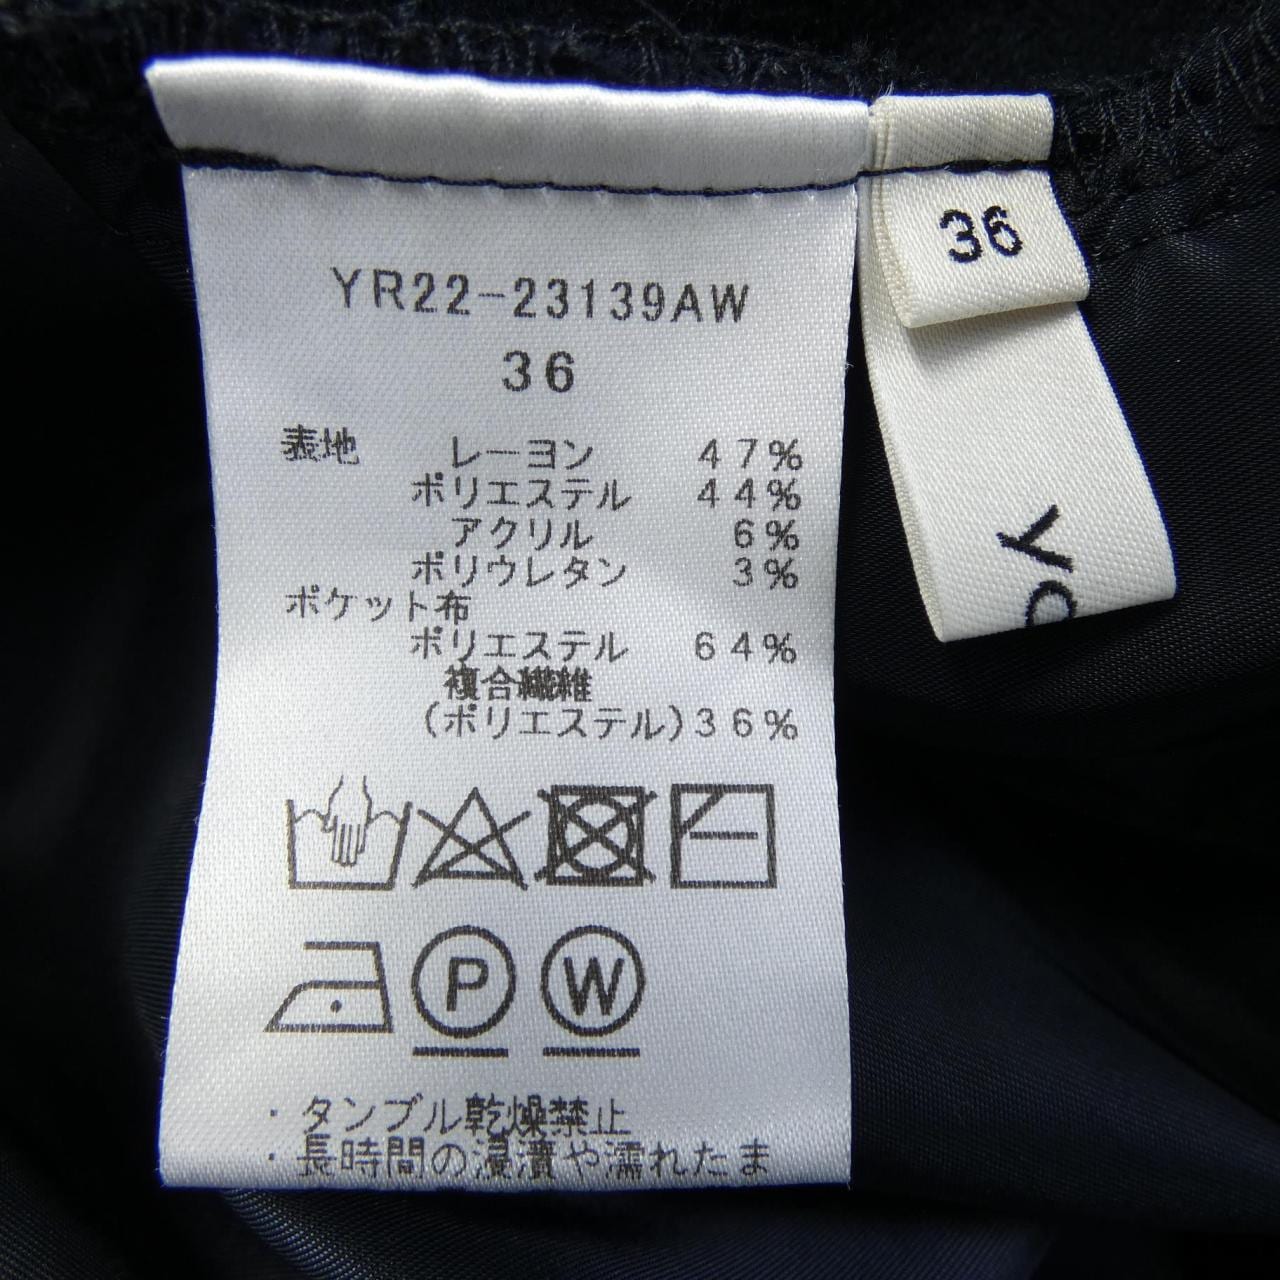 YR22-23139AW
36
表地 レーヨン 47%
ポリエステル 44%
アクリル 6%
ポリウレタン 3%
ポケット布
ポリエステル 64%
複合繊維
(ポリエステル)36%
P W
・タンブル乾燥禁止
・長時間の浸漬や濡れたま
36
yo